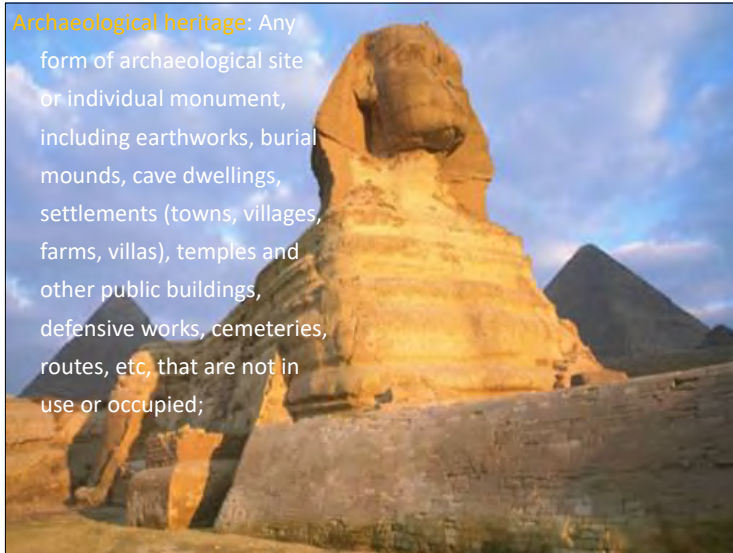 Archaeological heritage: Any
form of archaeological site
or individual monument,
including earthworks, burial
mounds, cave dwellings,
settlements (towns, villages,
farms, villas), temples and
other public buildings,
defensive works, cemeteries,
routes, etc, that are not in
use or occupied;